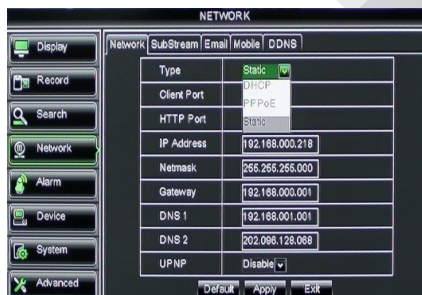 NETWORK
Display
Record
Search
Network
Alarm
Device
System
Advanced
Network SubStream Email Mobile DDNS
Type Static
DHCP
PPPoE
Static
Client Port
HTTP Port
IP Address 192.168.000.218
Netmask 255.255.255.000
Gateway 192.168.000.001
DNS 1 192.168.001.001
DNS 2 202.096.128.068
UPNP Disable
Default Apply Exit